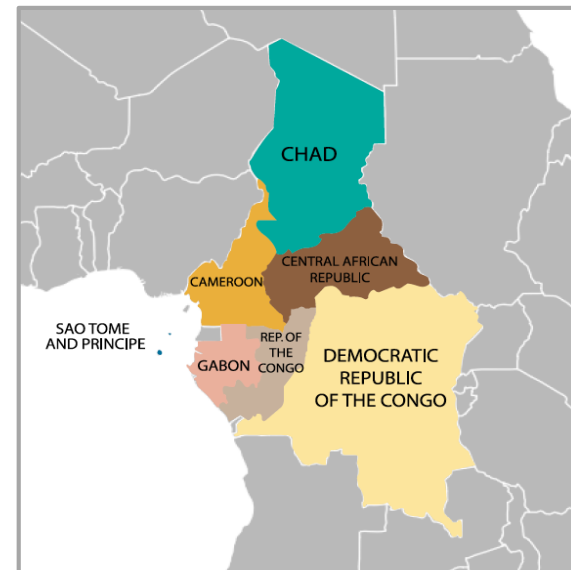 CHAD
CENTRAL AFRICAN
REPUBLIC
CAMEROON
SAO TOME
AND PRINCIPE
REP. OF
THE
CONGO
GABON
DEMOCRATIC
REPUBLIC
OF THE CONGO